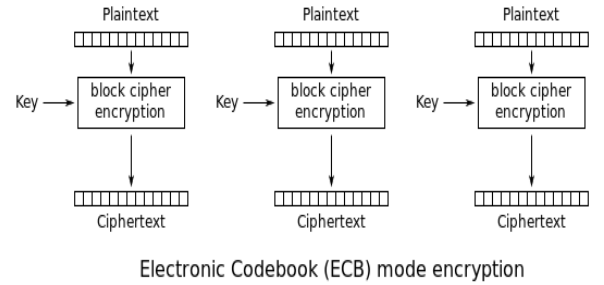 Plaintext Plaintext Plaintext
Key block cipher encryption Key block cipher encryption Key block cipher encryption
Ciphertext Ciphertext Ciphertext
Electronic Codebook (ECB) mode encryption